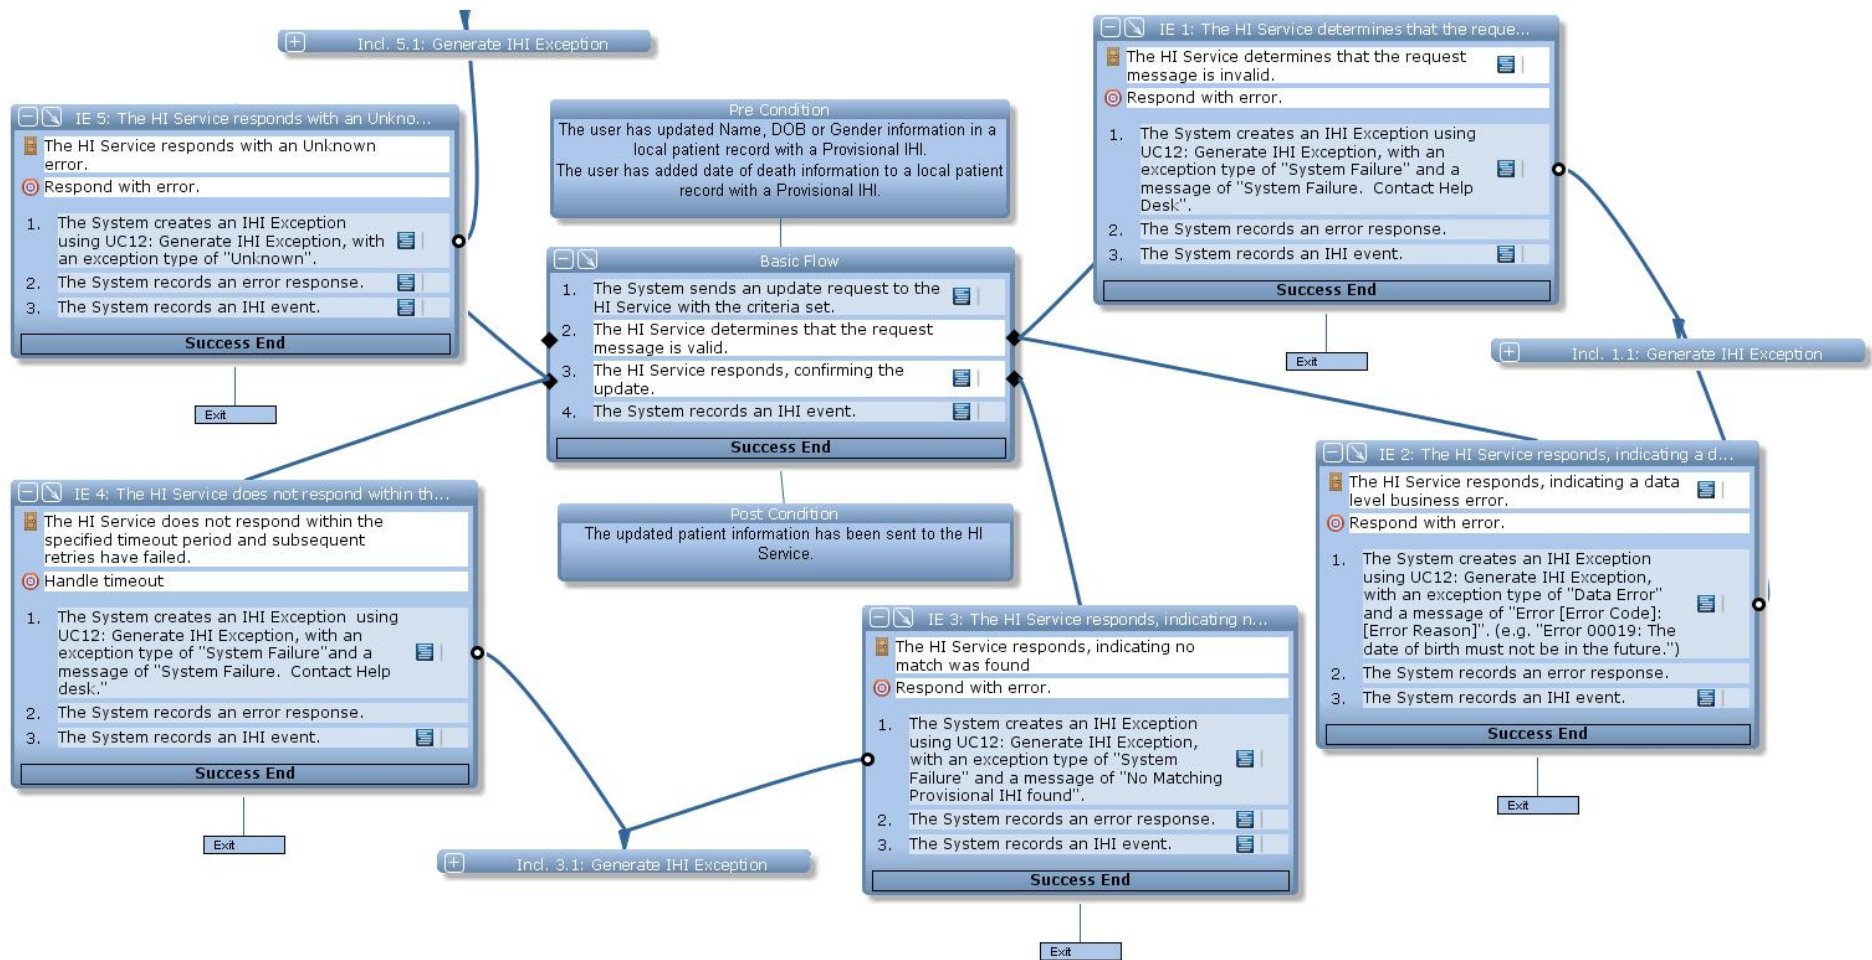 Incl. 5.1: Generate IHI Exception
IE 5: The HI Service responds with an Unkno...
The HI Service responds with an Unknown
error.
Respond with error.
1. The System creates an IHI Exception
using UC12: Generate IHI Exception, with
an exception type of "Unknown".
2. The System records an error response.
3. The System records an IHI event.
Success End
Exit
Pre Condition
The user has updated Name, DOB or Gender information in a
local patient record with a Provisional IHI.
The user has added date of death information to a local patient
record with a Provisional IHI.
Basic Flow
1. The System sends an update request to the
HI Service with the criteria set.
2. The HI Service determines that the request
message is valid.
3. The HI Service responds, confirming the
update.
4. The System records an IHI event.
Success End
Post Condition
The updated patient information has been sent to the HI
Service.
IE 1: The HI Service determines that the reque...
The HI Service determines that the request
message is invalid.
Respond with error.
1. The System creates an IHI Exception using
UC12: Generate IHI Exception, with an
exception type of "System Failure" and a
message of "System Failure. Contact Help
Desk".
2. The System records an error response.
3. The System records an IHI event.
Success End
Exit
Incl. 1.1: Generate IHI Exception
IE 2: The HI Service responds, indicating a d...
The HI Service responds, indicating a data
level business error.
Respond with error.
1. The System creates an IHI Exception
using UC12: Generate IHI Exception,
with an exception type of "Data Error"
and a message of "Error [Error Code]:
[Error Reason]". (e.g. "Error 00019: The
date of birth must not be in the future.")
2. The System records an error response.
3. The System records an IHI event.
Success End
Exit
IE 4: The HI Service does not respond within th...
The HI Service does not respond within the
specified timeout period and subsequent
retries have failed.
Handle timeout
1. The System creates an IHI Exception using
UC12: Generate IHI Exception, with an
exception type of "System Failure"and a
message of "System Failure. Contact Help
desk."
2. The System records an error response.
3. The System records an IHI event.
Success End
Exit
Incl. 3.1: Generate IHI Exception
IE 3: The HI Service responds, indicating n...
The HI Service responds, indicating no
match was found
Respond with error.
1. The System creates an IHI Exception
using UC12: Generate IHI Exception,
with an exception type of "System
Failure" and a message of "No Matching
Provisional IHI found".
2. The System records an error response.
3. The System records an IHI event.
Success End
Exit